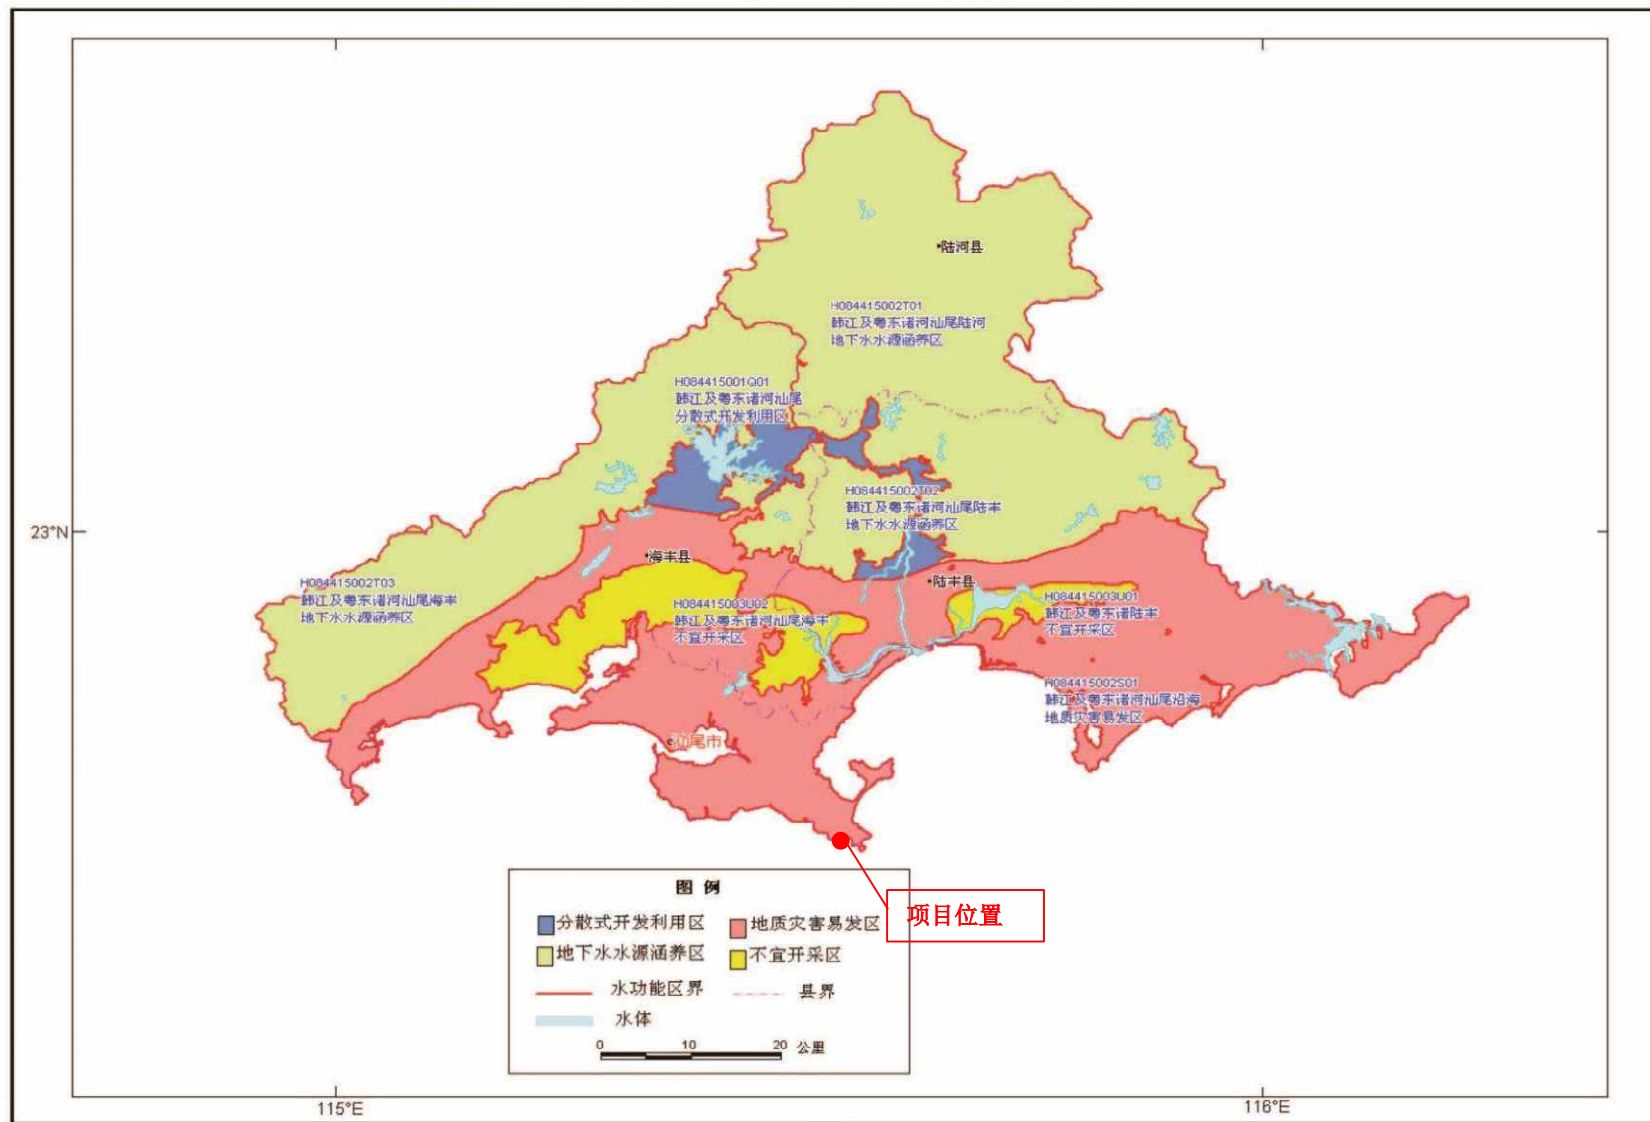 陆河县
H084415002T01
韩江及粤东诸河汕尾陆河
地下水水源涵养区
H084415001Q01
韩江及粤东诸河汕尾
分散式开发利用区
H084415002T02
韩江及粤东诸河汕尾陆丰
地下水水源涵养区
23°N
海丰县
陆丰县
H084415002T03
韩江及粤东诸河汕尾海丰
地下水水源涵养区
H084415003U02
韩江及粤东诸河汕尾海丰
不宜开采区
H084415003U01
韩江及粤东诸陆丰
不宜开采区
H084415002S01
韩江及粤东诸河汕尾沿海
地质灾害易发区
汕尾市
项目位置
图 例
分散式开发利用区
地质灾害易发区
地下水水源涵养区
不宜开采区
水功能区界
县界
水体
0 10 20 公里
115°E
116°E